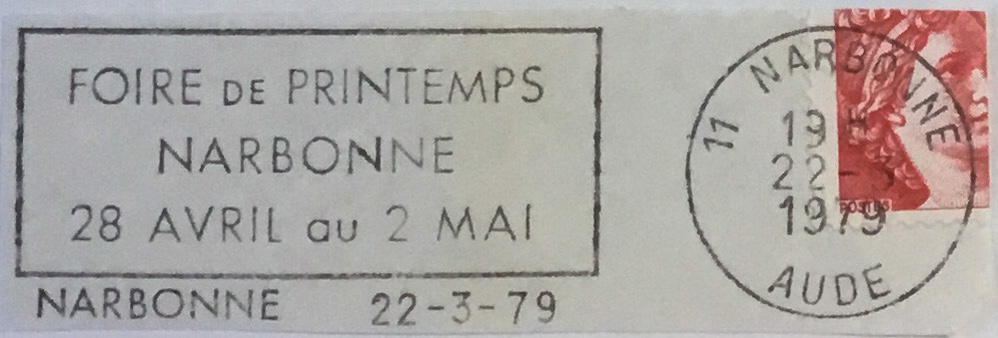 FOIRE DE PRINTEMPS
NARBONNE
28 AVRIL au 2 MAI
NARBONNE 22-3-79
11 NARBONNE
19 H
22-3
1979
AUDE
POSTES